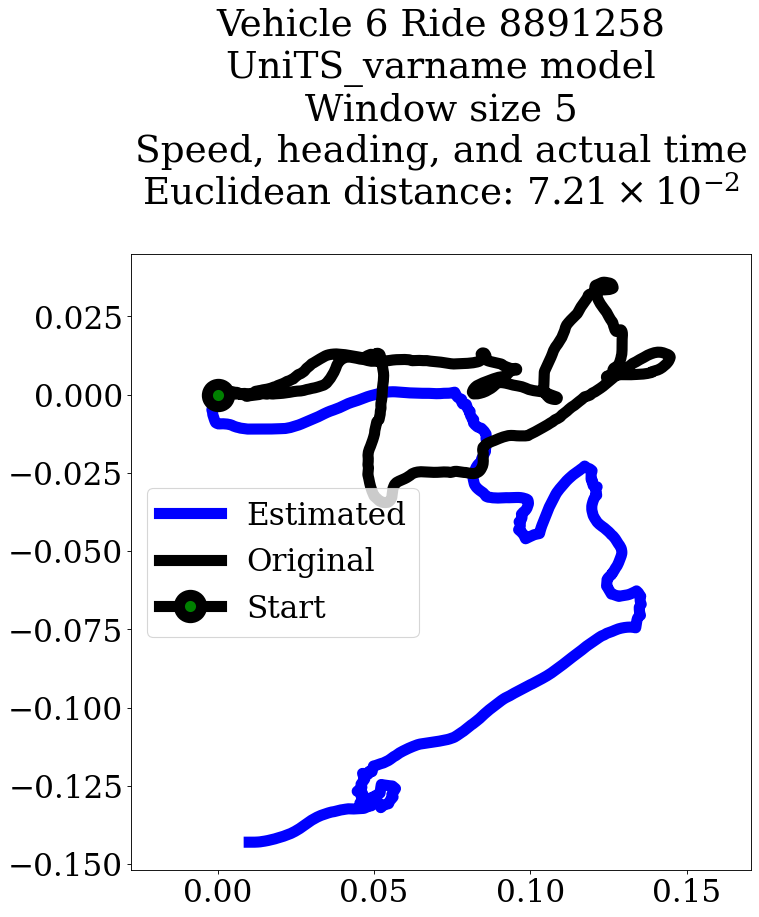 Vehicle 6 Ride 8891258
UniTS_varname model
Window size 5
Speed, heading, and actual time
Euclidean distance: 7.21 × 10⁻²
0.025
0.000
−0.025
−0.050
−0.075
−0.100
−0.125
−0.150
Estimated
Original
Start
0.00 0.05 0.10 0.15